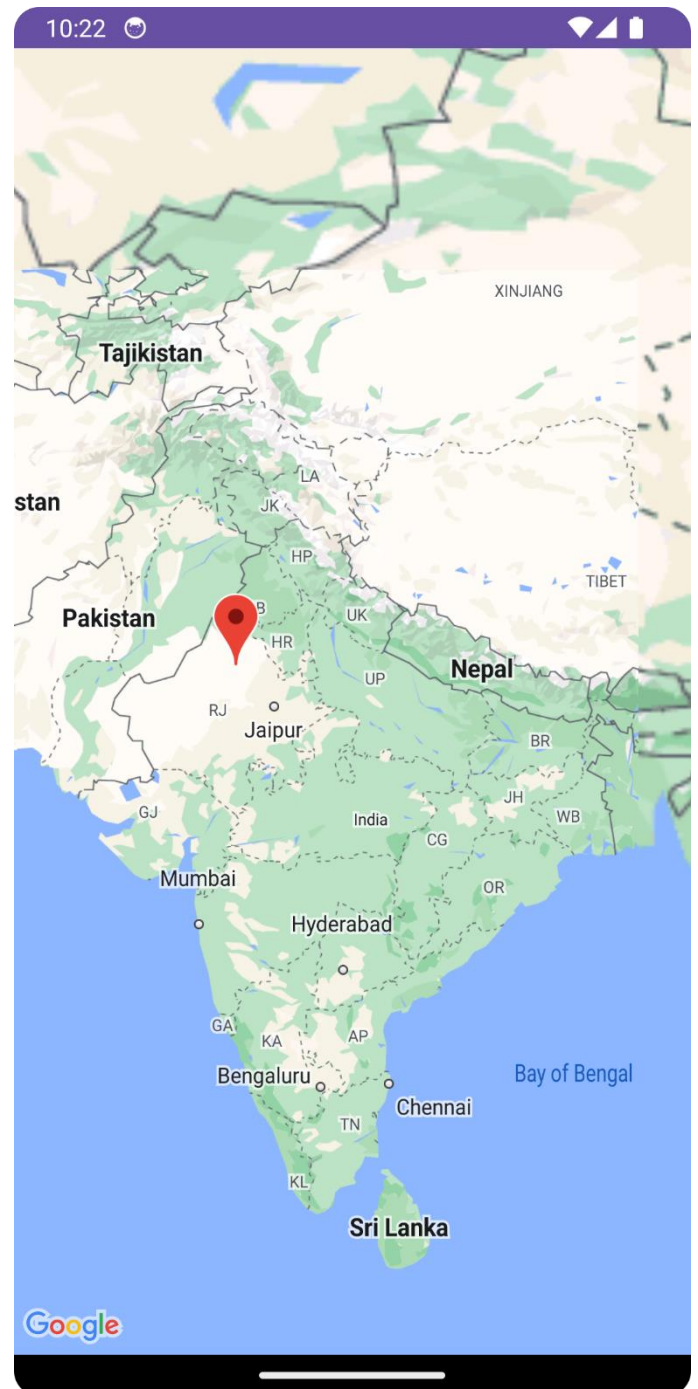 10:22
XINJIANG
Tajikistan
LA
stan
JK
HP
TIBET
B
Pakistan
UK
HR
Nepal
UP
RJ
Jaipur
BR
JH
GJ
India
WB
CG
Mumbai
OR
Hyderabad
GA
AP
KA
Bengaluru
Bay of Bengal
Chennai
TN
KL
Sri Lanka
Google